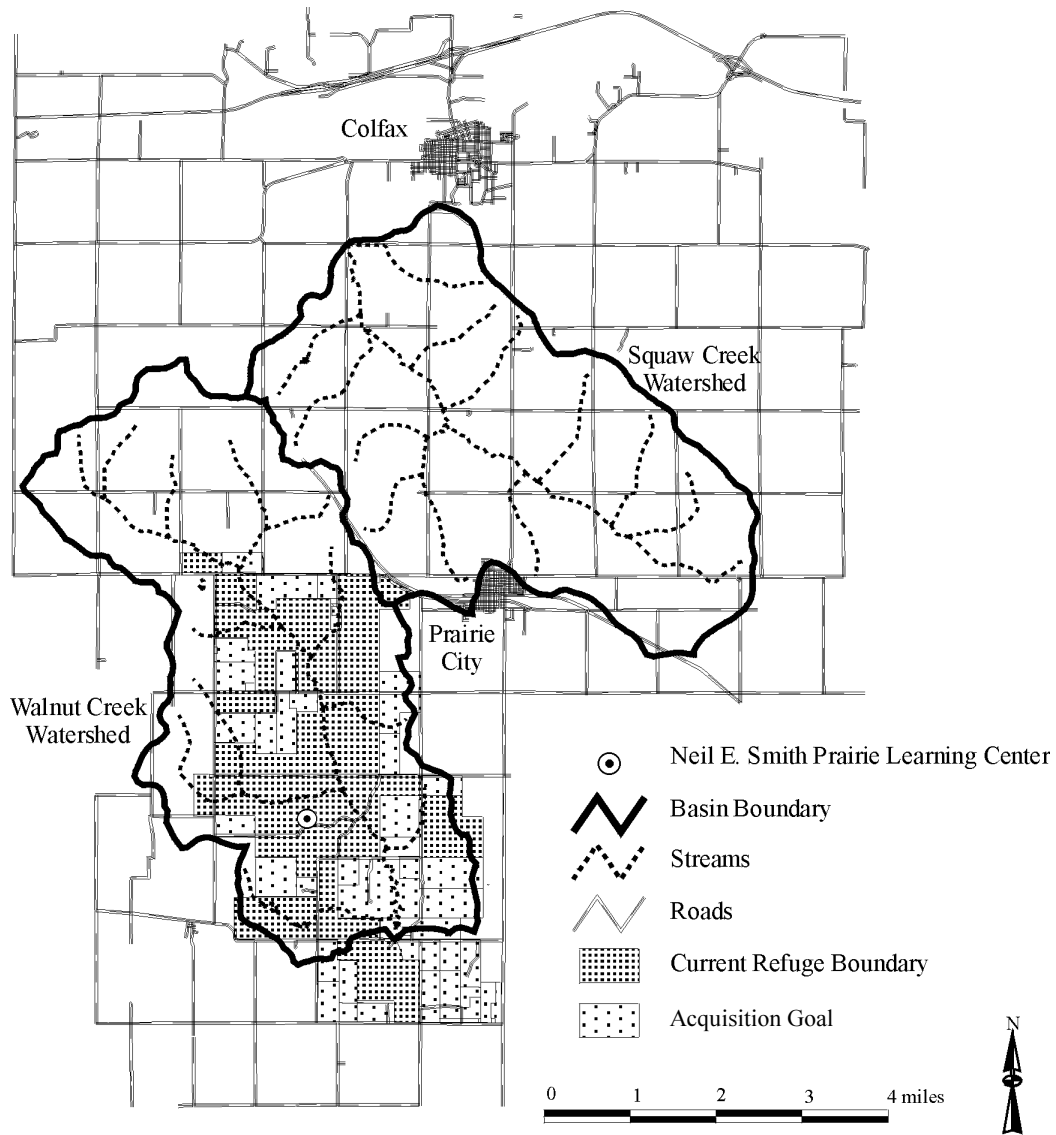 Colfax
Squaw Creek
Watershed
Prairie
City
Walnut Creek
Watershed
Neil E. Smith Prairie Learning Center
Basin Boundary
Streams
Roads
Current Refuge Boundary
Acquisition Goal
N
0 1 2 3 4 miles